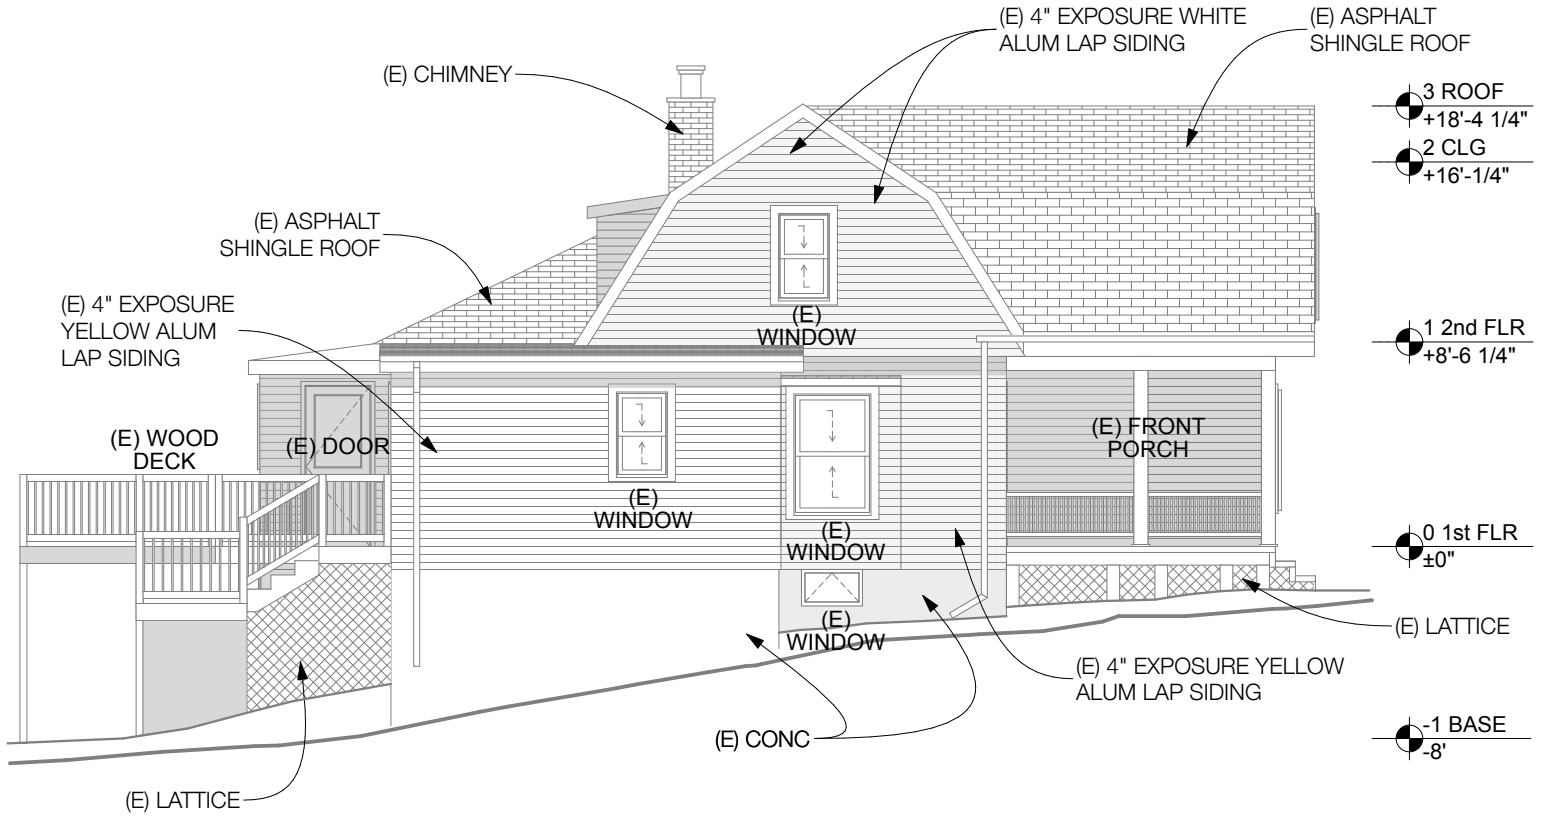 (E) 4" EXPOSURE WHITE
ALUM LAP SIDING
(E) ASPHALT
SHINGLE ROOF
(E) CHIMNEY
3 ROOF
+18'-4 1/4"
2 CLG
+16'-1/4"
(E) ASPHALT
SHINGLE ROOF
(E) 4" EXPOSURE
YELLOW ALUM
LAP SIDING
(E)
WINDOW
1 2nd FLR
+8'-6 1/4"
(E) WOOD
DECK
(E) DOOR
(E) FRONT
PORCH
(E)
WINDOW
(E)
WINDOW
0 1st FLR
±0"
(E)
WINDOW
(E) LATTICE
(E) 4" EXPOSURE YELLOW
ALUM LAP SIDING
(E) CONC
-1 BASE
-8'
(E) LATTICE